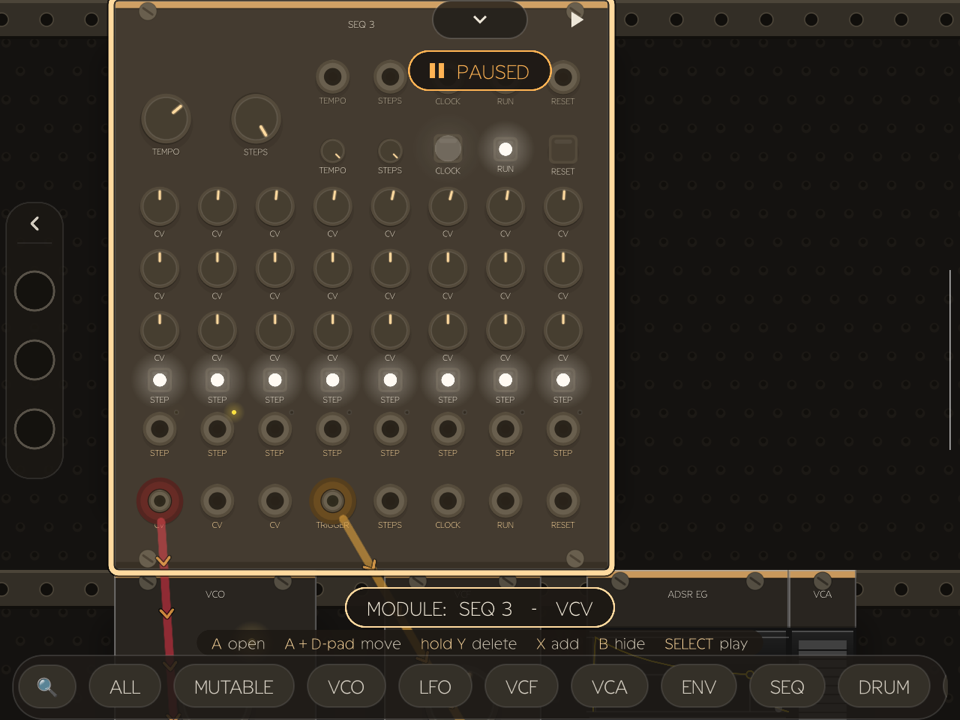 SEQ 3
PAUSED
TEMPO STEPS CLOCK RUN RESET
TEMPO STEPS
TEMPO STEPS CLOCK RUN RESET
CV CV CV CV CV CV CV CV
CV CV CV CV CV CV CV CV
CV CV CV CV CV CV CV CV
STEP STEP STEP STEP STEP STEP STEP STEP
STEP STEP STEP STEP STEP STEP STEP STEP
CV CV CV TRIGGER STEPS CLOCK RUN RESET
VCO ADSR EG VCA
MODULE: SEQ 3 - VCV
A open A + D-pad move hold Y delete X add B hide SELECT play
ALL MUTABLE VCO LFO VCF VCA ENV SEQ DRUM